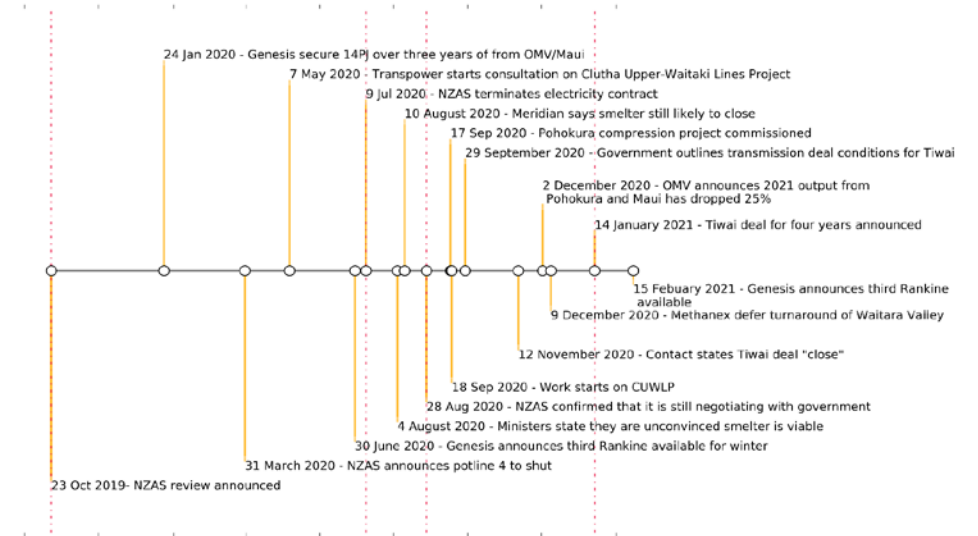 24 Jan 2020 - Genesis secure 14PJ over three years of from OMV/Maui
7 May 2020 - Transpower starts consultation on Clutha Upper-Waitaki Lines Project
9 Jul 2020 - NZAS terminates electricity contract
10 August 2020 - Meridian says smelter still likely to close
17 Sep 2020 - Pohokura compression project commissioned
29 September 2020 - Government outlines transmission deal conditions for Tiwai
2 December 2020 - OMV announces 2021 output from
Pohokura and Maui has dropped 25%
14 January 2021 - Tiwai deal for four years announced
15 Febuary 2021 - Genesis announces third Rankine
available
9 December 2020 - Methanex defer turnaround of Waitara Valley
12 November 2020 - Contact states Tiwai deal "close"
18 Sep 2020 - Work starts on CUWLP
28 Aug 2020 - NZAS confirmed that it is still negotiating with government
4 August 2020 - Ministers state they are unconvinced smelter is viable
30 June 2020 - Genesis announces third Rankine available for winter
31 March 2020 - NZAS announces potline 4 to shut
23 Oct 2019- NZAS review announced